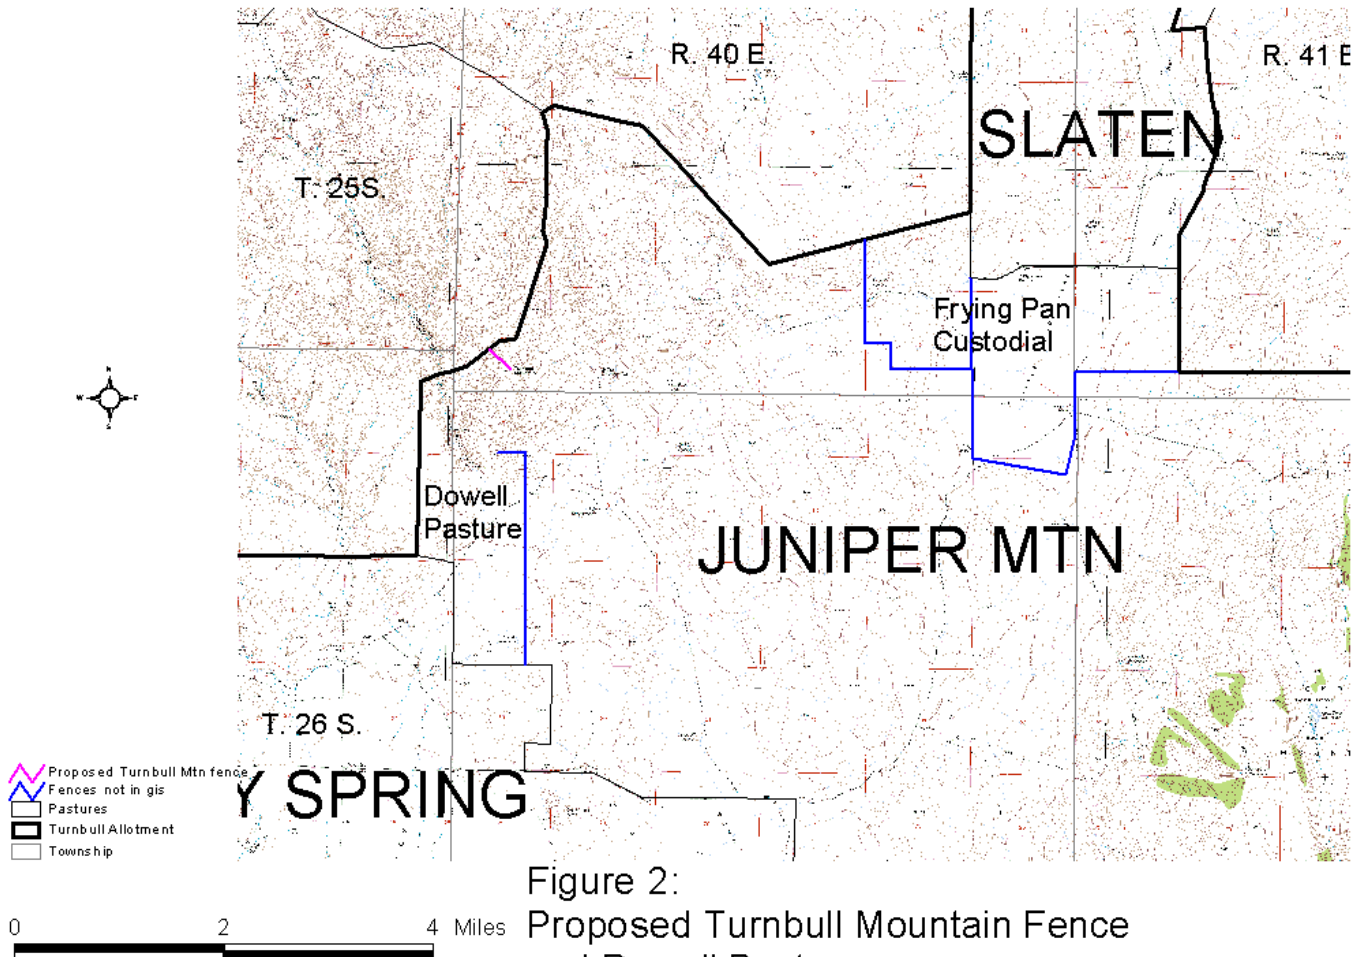 R. 40 E.
R. 41 E
SLATEN
T. 25S.
Frying Pan
Custodial
N
W E
S
Dowell
Pasture
JUNIPER MTN
T. 26 S.
Y SPRING
Proposed Turnbull Mtn fence
Fences not in gis
Pastures
Turnbull Allotment
Township
0 2 4 Miles
Figure 2:
Proposed Turnbull Mountain Fence